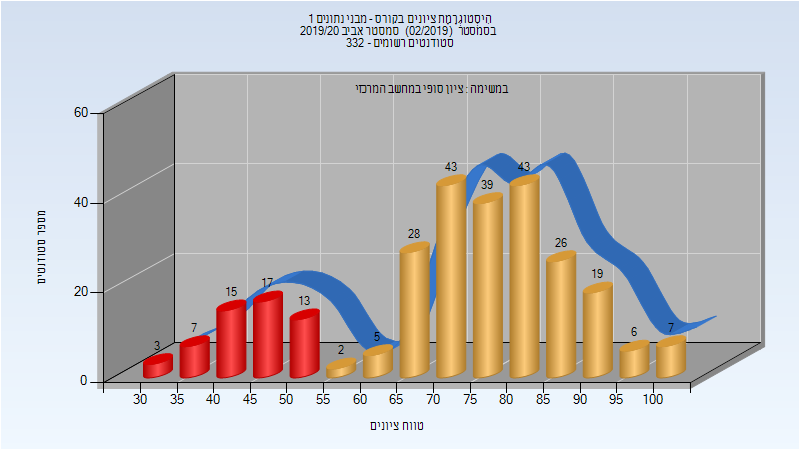 היסטוגרמת ציונים בקורס - מבני נתונים 1
בסמסטר (02/2019) סמסטר אביב 2019/20
סטודנטים רשומים - 332
במשימה : ציון סופי במחשב המרכזי
60
40
20
0
מספר סטודנטים
3
7
15
17
13
2
5
28
43
39
43
26
19
6
7
30 35 40 45 50 55 60 65 70 75 80 85 90 95 100
טווח ציונים